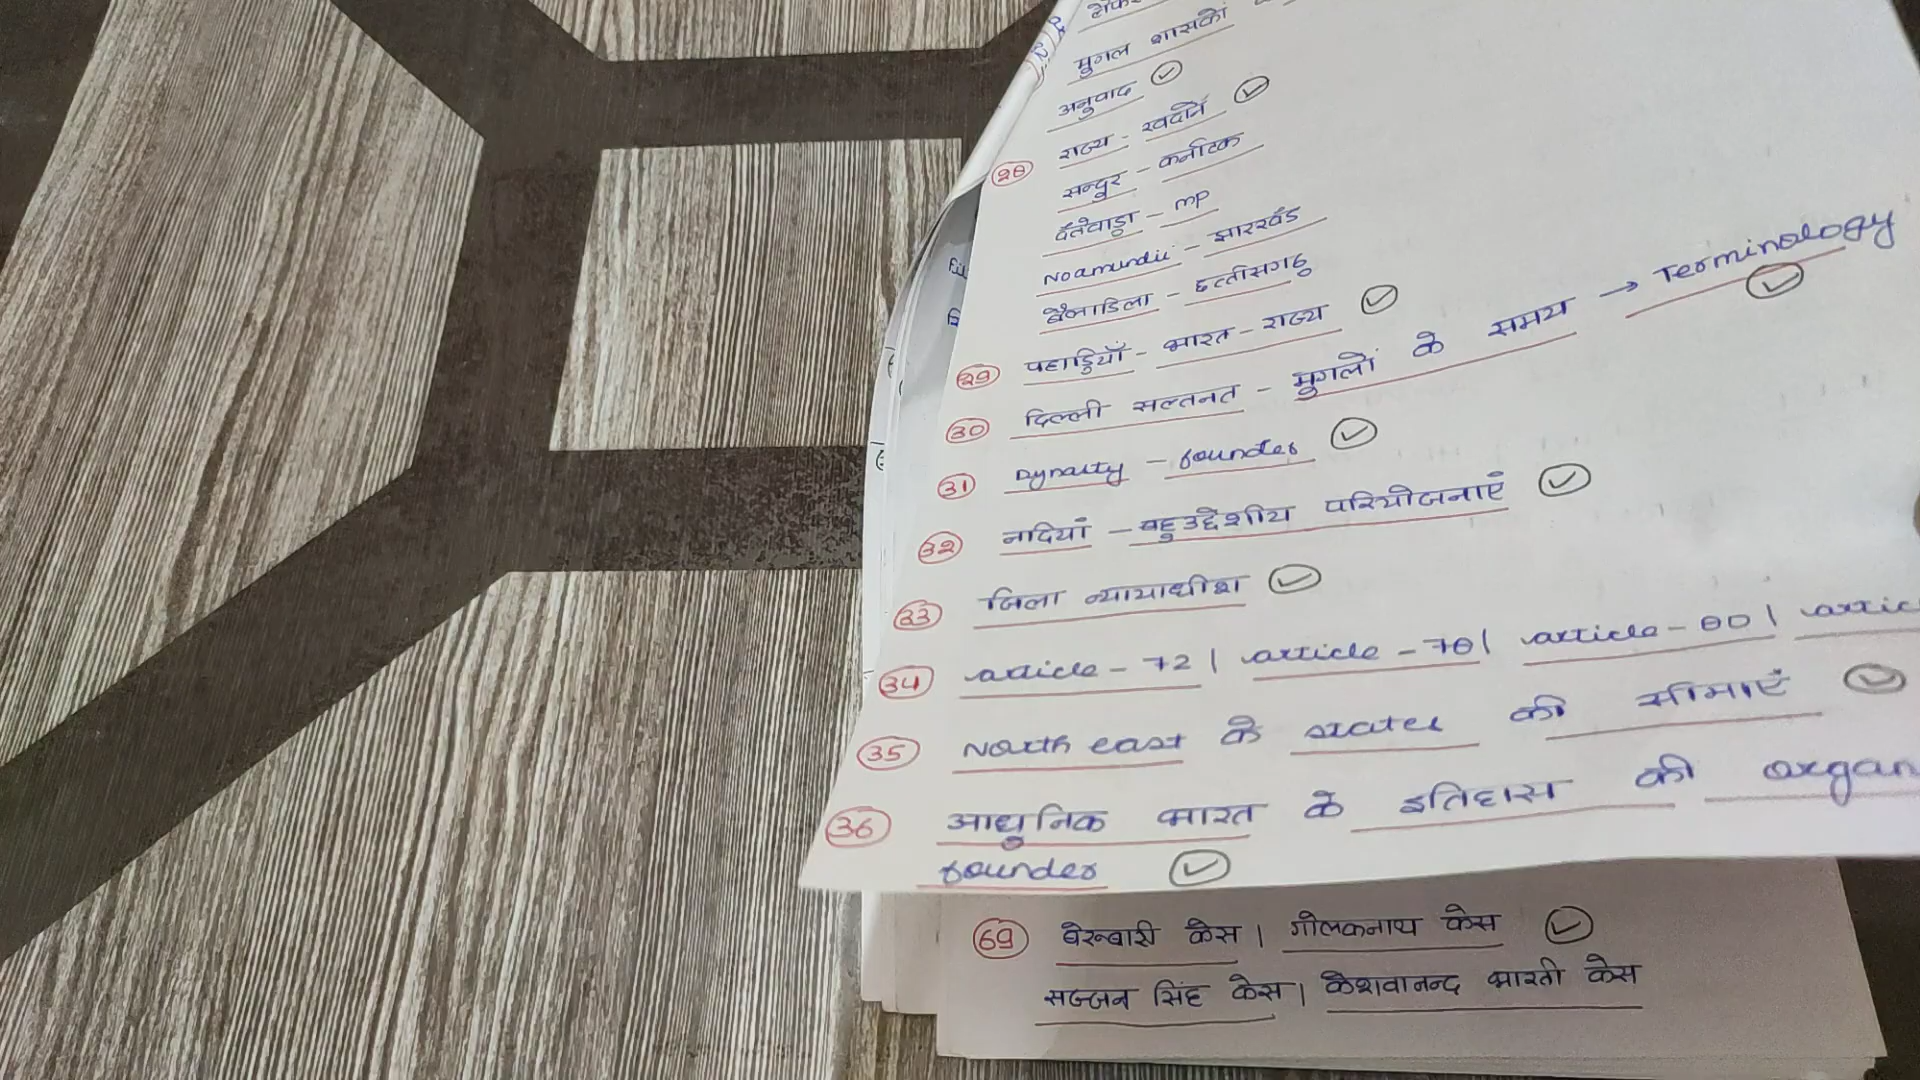 मुगल शासकों
अनुवाद
28 राज्य - खदानें
सन्दुर - कर्नाटक
दंतेवाड़ा - MP
Noamundii - झारखंड
बैलाडिला - छत्तीसगढ़
29 पहाड़ियाँ - भारत - राज्य
30 दिल्ली सल्तनत - मुगलों के समय → Terminology
31 Dynasty - founder
32 नदियां - बहुउद्देशीय परियोजनाएं
33 जिला न्यायाधीश
34 article - 72 | article - 78 | article - 80 |
35 North east के states की सीमाएँ
36 आधुनिक भारत के इतिहास की organ
founder
69 बेरूबारी केस | गोलकनाथ केस
सज्जन सिंह केस | केशवानन्द भारती केस